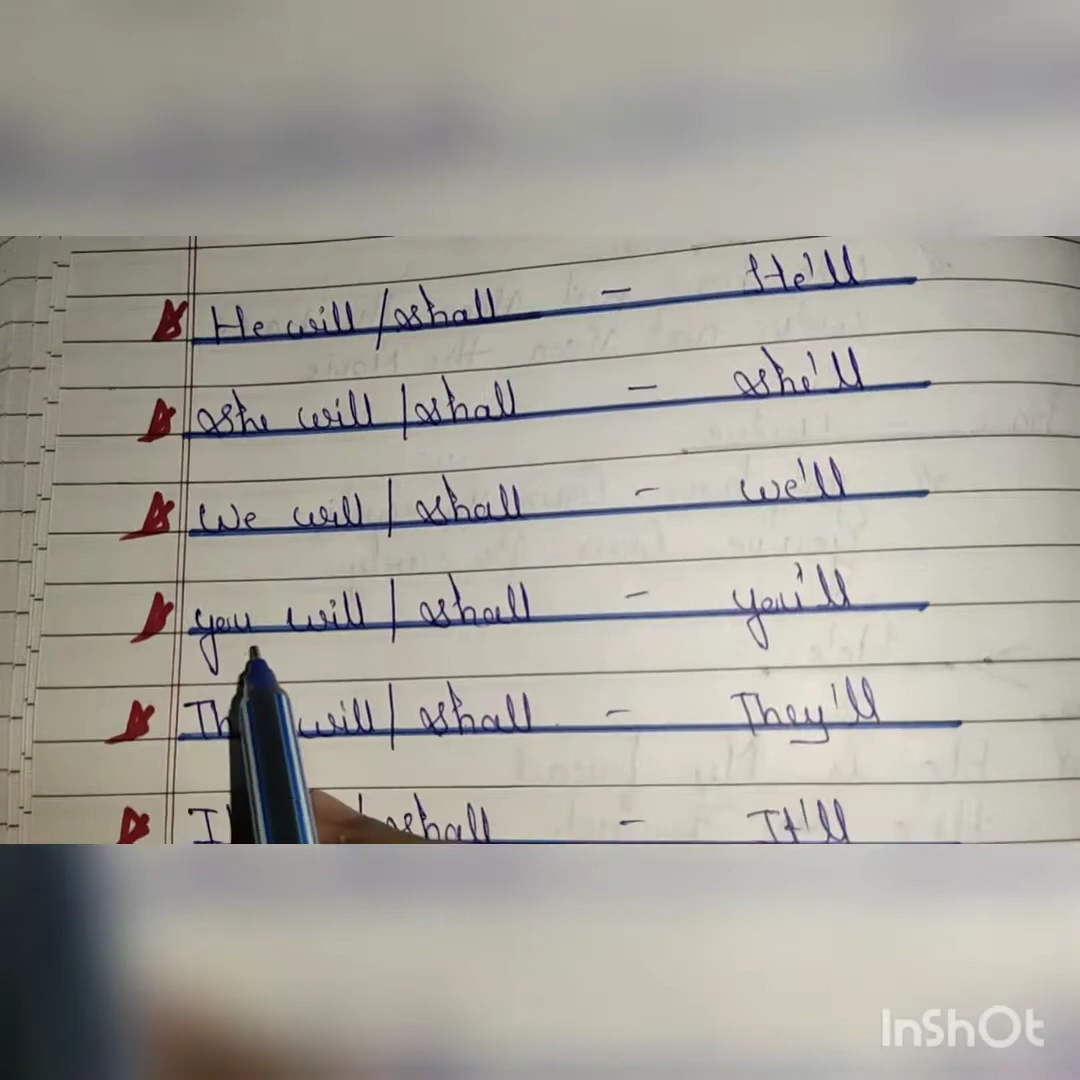 He will / shall - He'll
She will / shall - she'll
We will / shall - we'll
you will / shall - you'll
will / shall - They'll
shall - It'll
InShOt